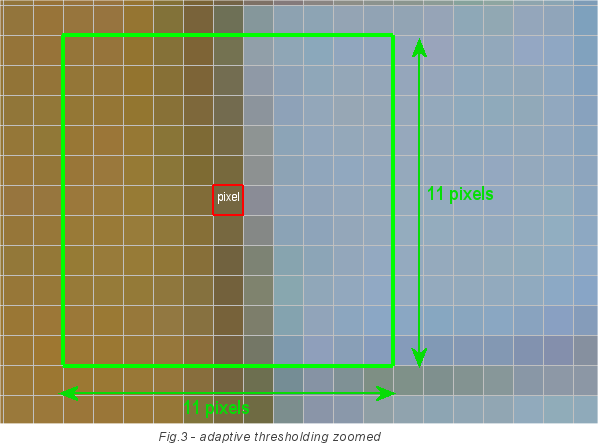 pixel
11 pixels
11 pixels
Fig.3 - adaptive thresholding zoomed